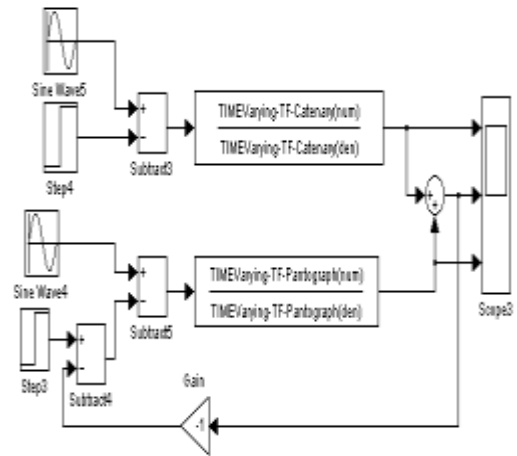 Sine Wave5
Step4
Subtract3
TIMEVarying-TF-Catenary(num)
TIMEVarying-TF-Catenary(den)
Sine Wave4
Step3
Subtract4
Subtract5
TIMEVarying-TF-Pantograph(num)
TIMEVarying-TF-Pantograph(den)
Gain
-1
Scope3
+
−
+
−
+
−
+
+